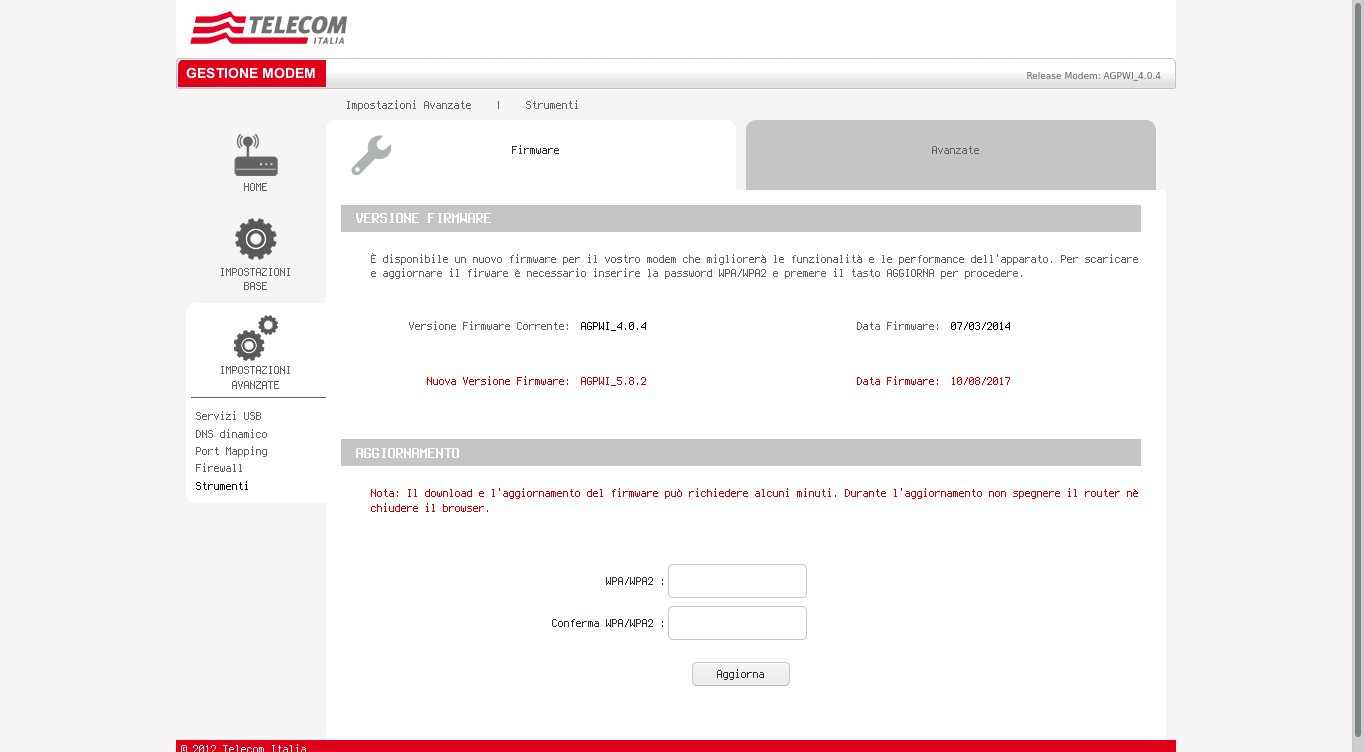 TELECOM
ITALIA
GESTIONE MODEM
Release Modem: AGPWI_4.0.4
Impostazioni Avanzate | Strumenti
Firmware
Avanzate
HOME
IMPOSTAZIONI
BASE
IMPOSTAZIONI
AVANZATE
Servizi USB
DNS dinamico
Port Mapping
Firewall
Strumenti
VERSIONE FIRMWARE
È disponibile un nuovo firmware per il vostro modem che migliorerà le funzionalità e le performance dell'apparato. Per scaricare
e aggiornare il firware è necessario inserire la password WPA/WPA2 e premere il tasto AGGIORNA per procedere.
Versione Firmware Corrente: AGPWI_4.0.4 Data Firmware: 07/03/2014
Nuova Versione Firmware: AGPWI_5.8.2 Data Firmware: 10/08/2017
AGGIORNAMENTO
Nota: Il download e l'aggiornamento del firmware può richiedere alcuni minuti. Durante l'aggiornamento non spegnere il router nè
chiudere il browser.
WPA/WPA2 :
Conferma WPA/WPA2 :
Aggiorna
© 2012 Telecom Italia